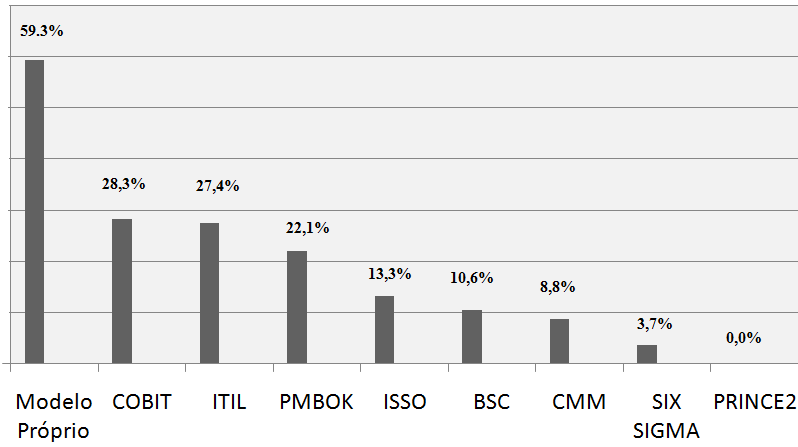 59.3%
28,3%
27,4%
22,1%
13,3%
10,6%
8,8%
3,7%
0,0%
Modelo
Próprio
COBIT
ITIL
PMBOK
ISSO
BSC
CMM
SIX
SIGMA
PRINCE2